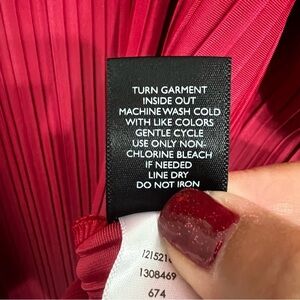 TURN GARMENT
INSIDE OUT
MACHINE WASH COLD
WITH LIKE COLORS
GENTLE CYCLE
USE ONLY NON-
CHLORINE BLEACH
IF NEEDED
LINE DRY
DO NOT IRON
1308469
674